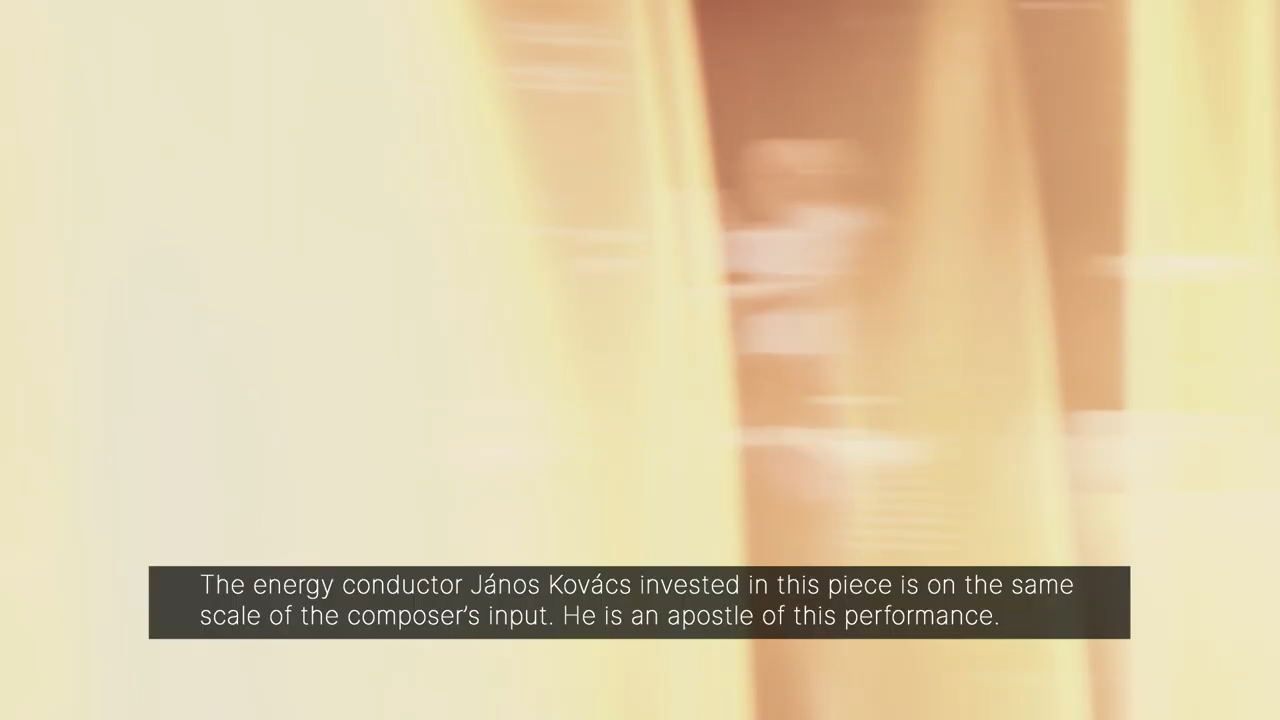 The energy conductor János Kovács invested in this piece is on the same
scale of the composer’s input. He is an apostle of this performance.